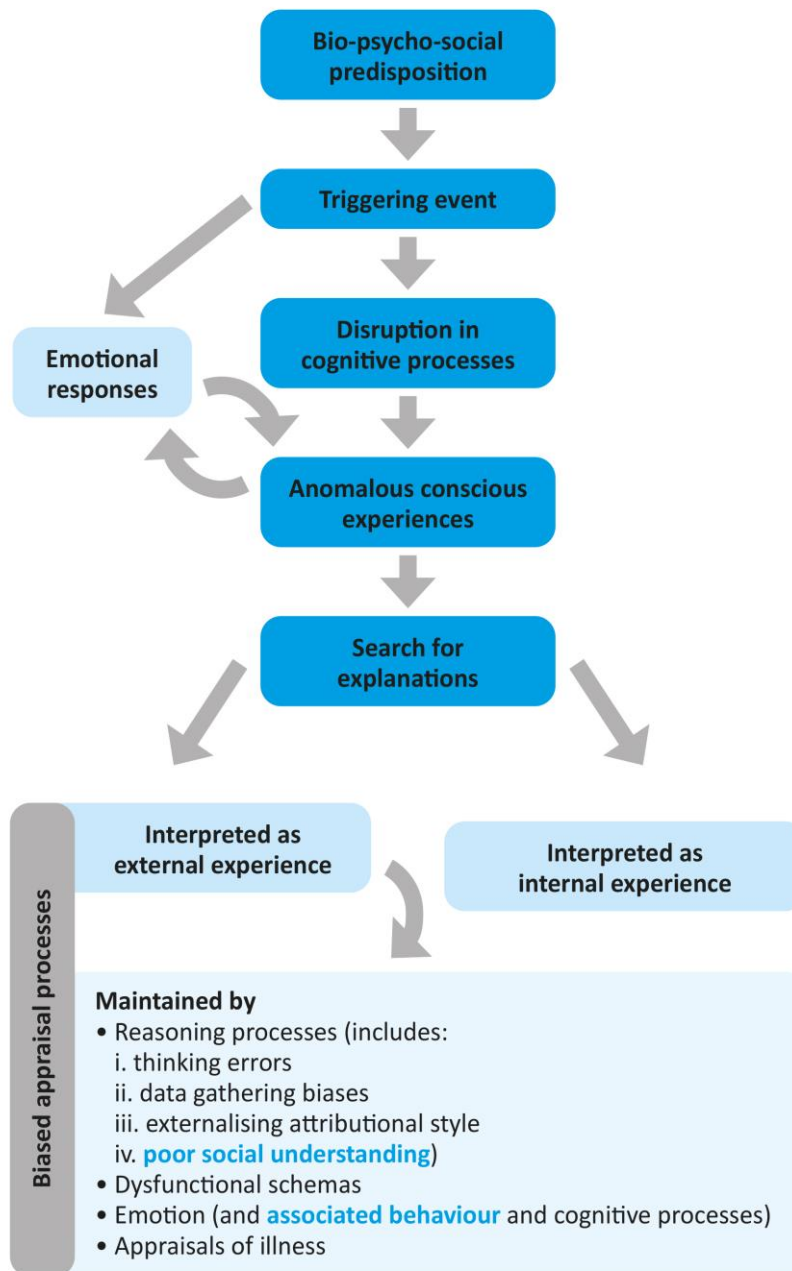 Bio-psycho-social
predisposition
Triggering event
Disruption in
cognitive processes
Emotional
responses
Anomalous conscious
experiences
Search for
explanations
Biased appraisal processes
Interpreted as
external experience
Interpreted as
internal experience
Maintained by
• Reasoning processes (includes:
i. thinking errors
ii. data gathering biases
iii. externalising attributional style
iv. poor social understanding)
• Dysfunctional schemas
• Emotion (and associated behaviour and cognitive processes)
• Appraisals of illness